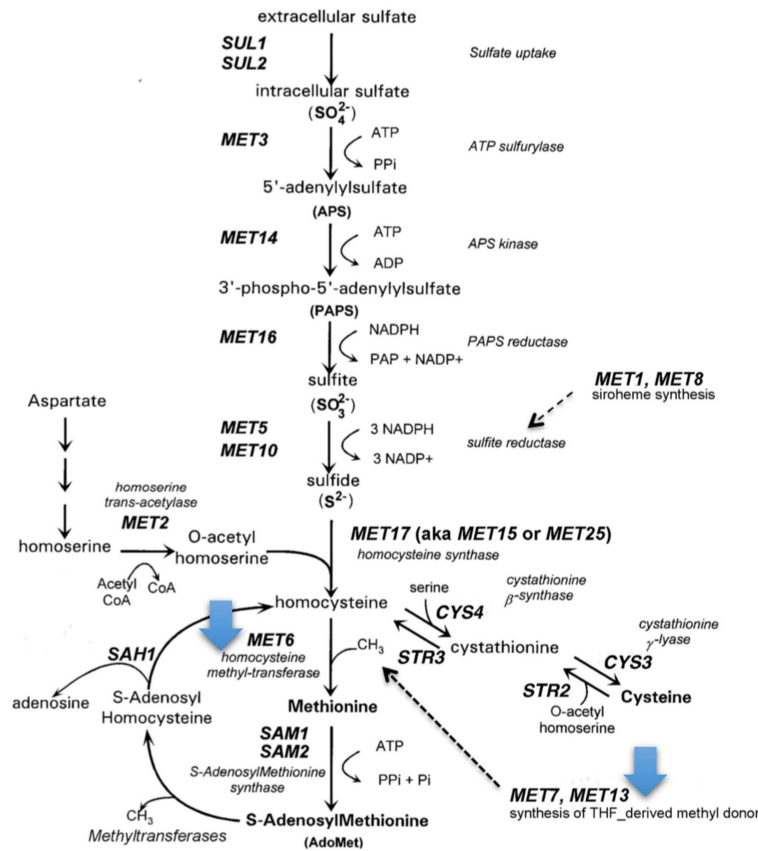 extracellular sulfate
SUL1
SUL2
Sulfate uptake
intracellular sulfate
(SO₄²⁻)
MET3
ATP
PPi
ATP sulfurylase
5'-adenylylsulfate
(APS)
MET14
ATP
ADP
APS kinase
3'-phospho-5'-adenylylsulfate
(PAPS)
MET16
NADPH
PAP + NADP+
PAPS reductase
sulfite
(SO₃²⁻)
MET1, MET8
siroheme synthesis
MET5
MET10
3 NADPH
3 NADP+
sulfite reductase
sulfide
(S²⁻)
Aspartate
homoserine
trans-acetylase
MET2
homoserine
Acetyl
CoA
CoA
O-acetyl
homoserine
MET17 (aka MET15 or MET25)
homocysteine synthase
homocysteine
serine
CYS4
cystathionine
β-synthase
STR3
cystathionine
cystathionine
γ-lyase
CYS3
STR2
O-acetyl
homoserine
Cysteine
MET6
homocysteine
methyl-transferase
CH₃
SAH1
adenosine
S-Adenosyl
Homocysteine
Methionine
SAM1
SAM2
S-AdenosylMethionine
synthase
ATP
PPi + Pi
MET7, MET13
synthesis of THF_derived methyl donor
CH₃
Methyltransferases
S-AdenosylMethionine
(AdoMet)